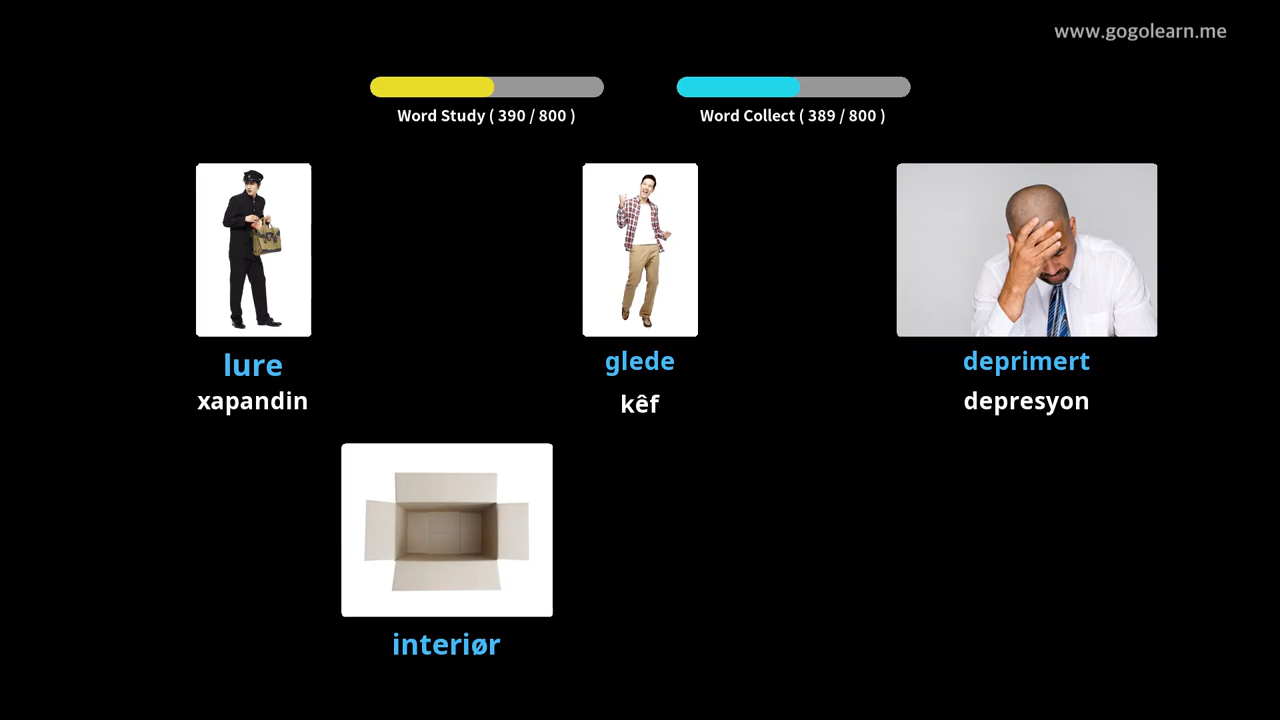 www.gogolearn.me
Word Study ( 390 / 800 )
Word Collect ( 389 / 800 )
lure
xapandin
glede
kêf
deprimert
depresyon
interiør